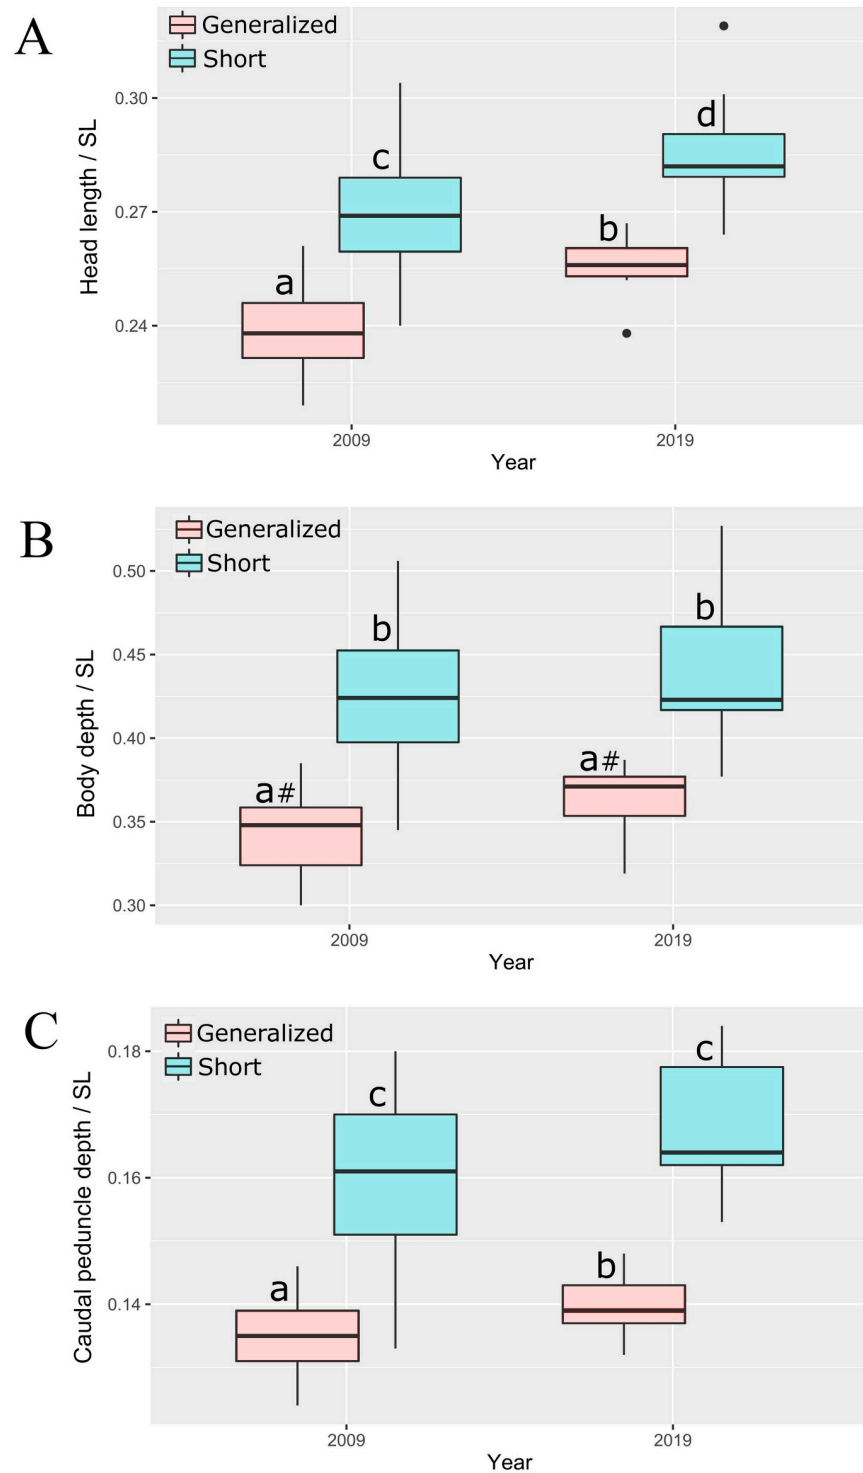 A
Generalized
Short
Head length / SL
0.30
0.27
0.24
a
c
b
d
2009
2019
Year
B
Generalized
Short
Body depth / SL
0.50
0.45
0.40
0.35
0.30
a#
b
a#
b
2009
2019
Year
C
Generalized
Short
Caudal peduncle depth / SL
0.18
0.16
0.14
a
c
b
c
2009
2019
Year